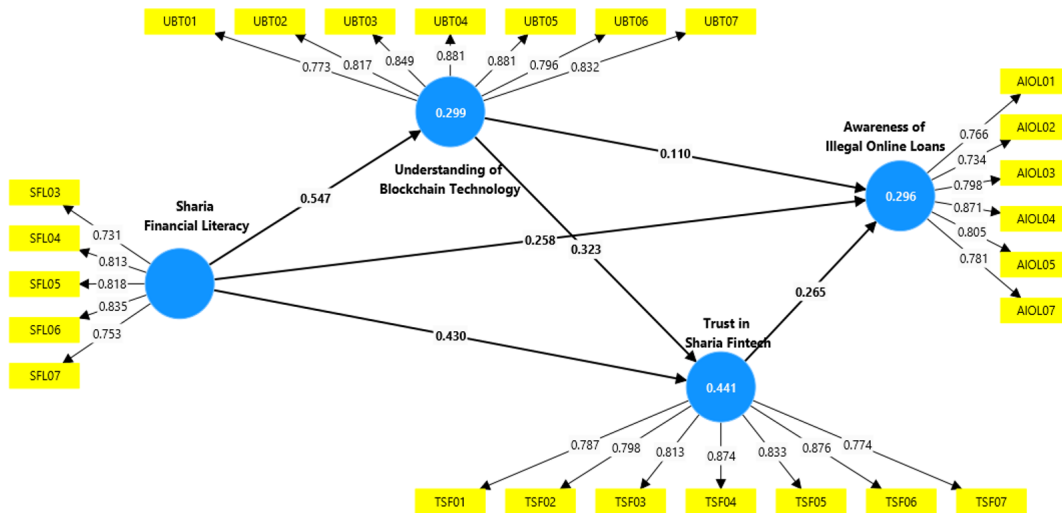 UBT01 UBT02 UBT03 UBT04 UBT05 UBT06 UBT07
0.773 0.817 0.849 0.881 0.881 0.796 0.832
0.299
Understanding of
Blockchain Technology
SFL03
SFL04
SFL05
SFL06
SFL07
0.731
0.813
0.818
0.835
0.753
Sharia
Financial Literacy
0.547
0.110
0.258
0.323
0.430
0.265
Awareness of
Illegal Online Loans
0.296
0.766
0.734
0.798
0.871
0.805
0.781
AIOL01
AIOL02
AIOL03
AIOL04
AIOL05
AIOL07
Trust in
Sharia Fintech
0.441
0.787 0.798 0.813 0.874 0.833 0.876 0.774
TSF01 TSF02 TSF03 TSF04 TSF05 TSF06 TSF07